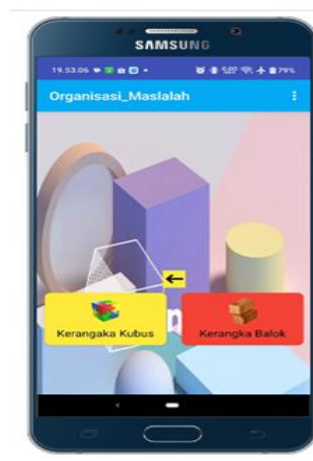 SAMSUNG
19.53.06
79%
Organisasi_Maslalah
Kerangaka Kubus
Kerangka Balok